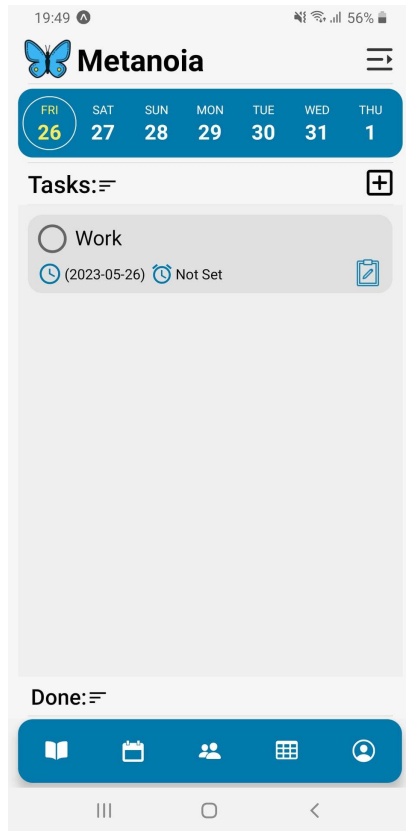 19:49 56%
Metanoia
FRI SAT SUN MON TUE WED THU
26 27 28 29 30 31 1
Tasks:
Work
(2023-05-26) Not Set
Done: